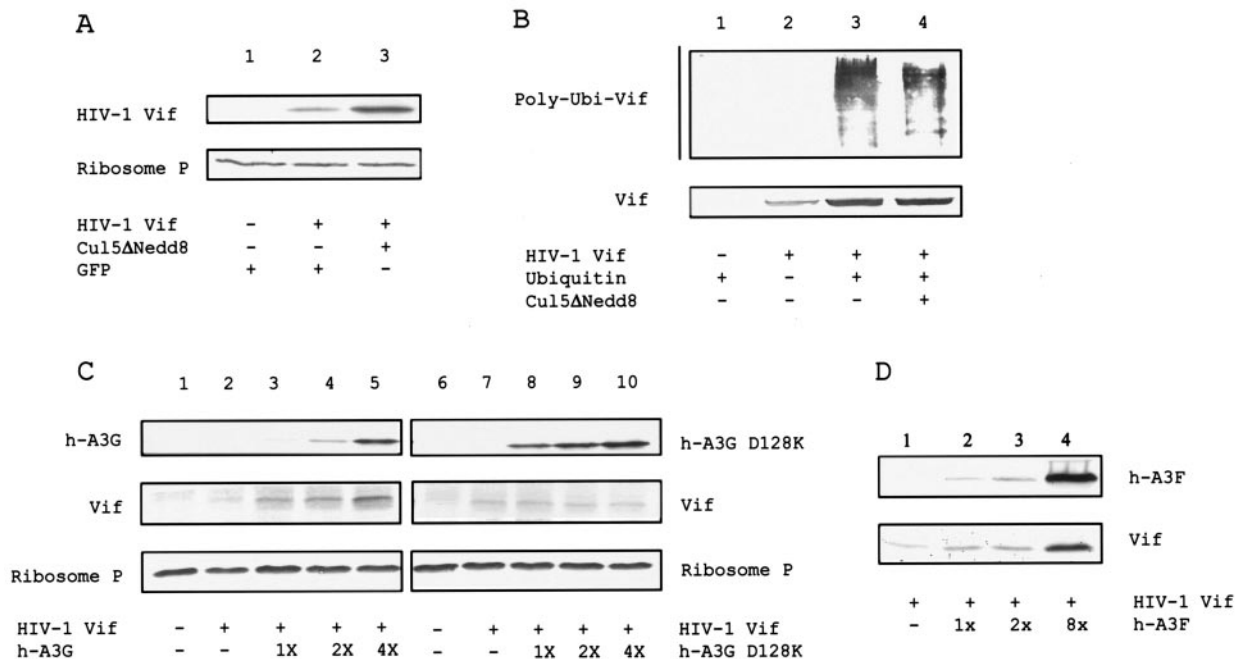 A
1 2 3
HIV-1 Vif
Ribosome P
HIV-1 Vif - + +
Cul5ΔNedd8 - - +
GFP + + -
B
1 2 3 4
Poly-Ubi-Vif
Vif
HIV-1 Vif - + + +
Ubiquitin + - + +
Cul5ΔNedd8 - - - +
C
1 2 3 4 5 6 7 8 9 10
h-A3G h-A3G D128K
Vif Vif
Ribosome P Ribosome P
HIV-1 Vif - + + + + - + + + + HIV-1 Vif
h-A3G - - 1X 2X 4X - - 1X 2X 4X h-A3G D128K
D
1 2 3 4
h-A3F
Vif
+ + + + HIV-1 Vif
- 1x 2x 8x h-A3F